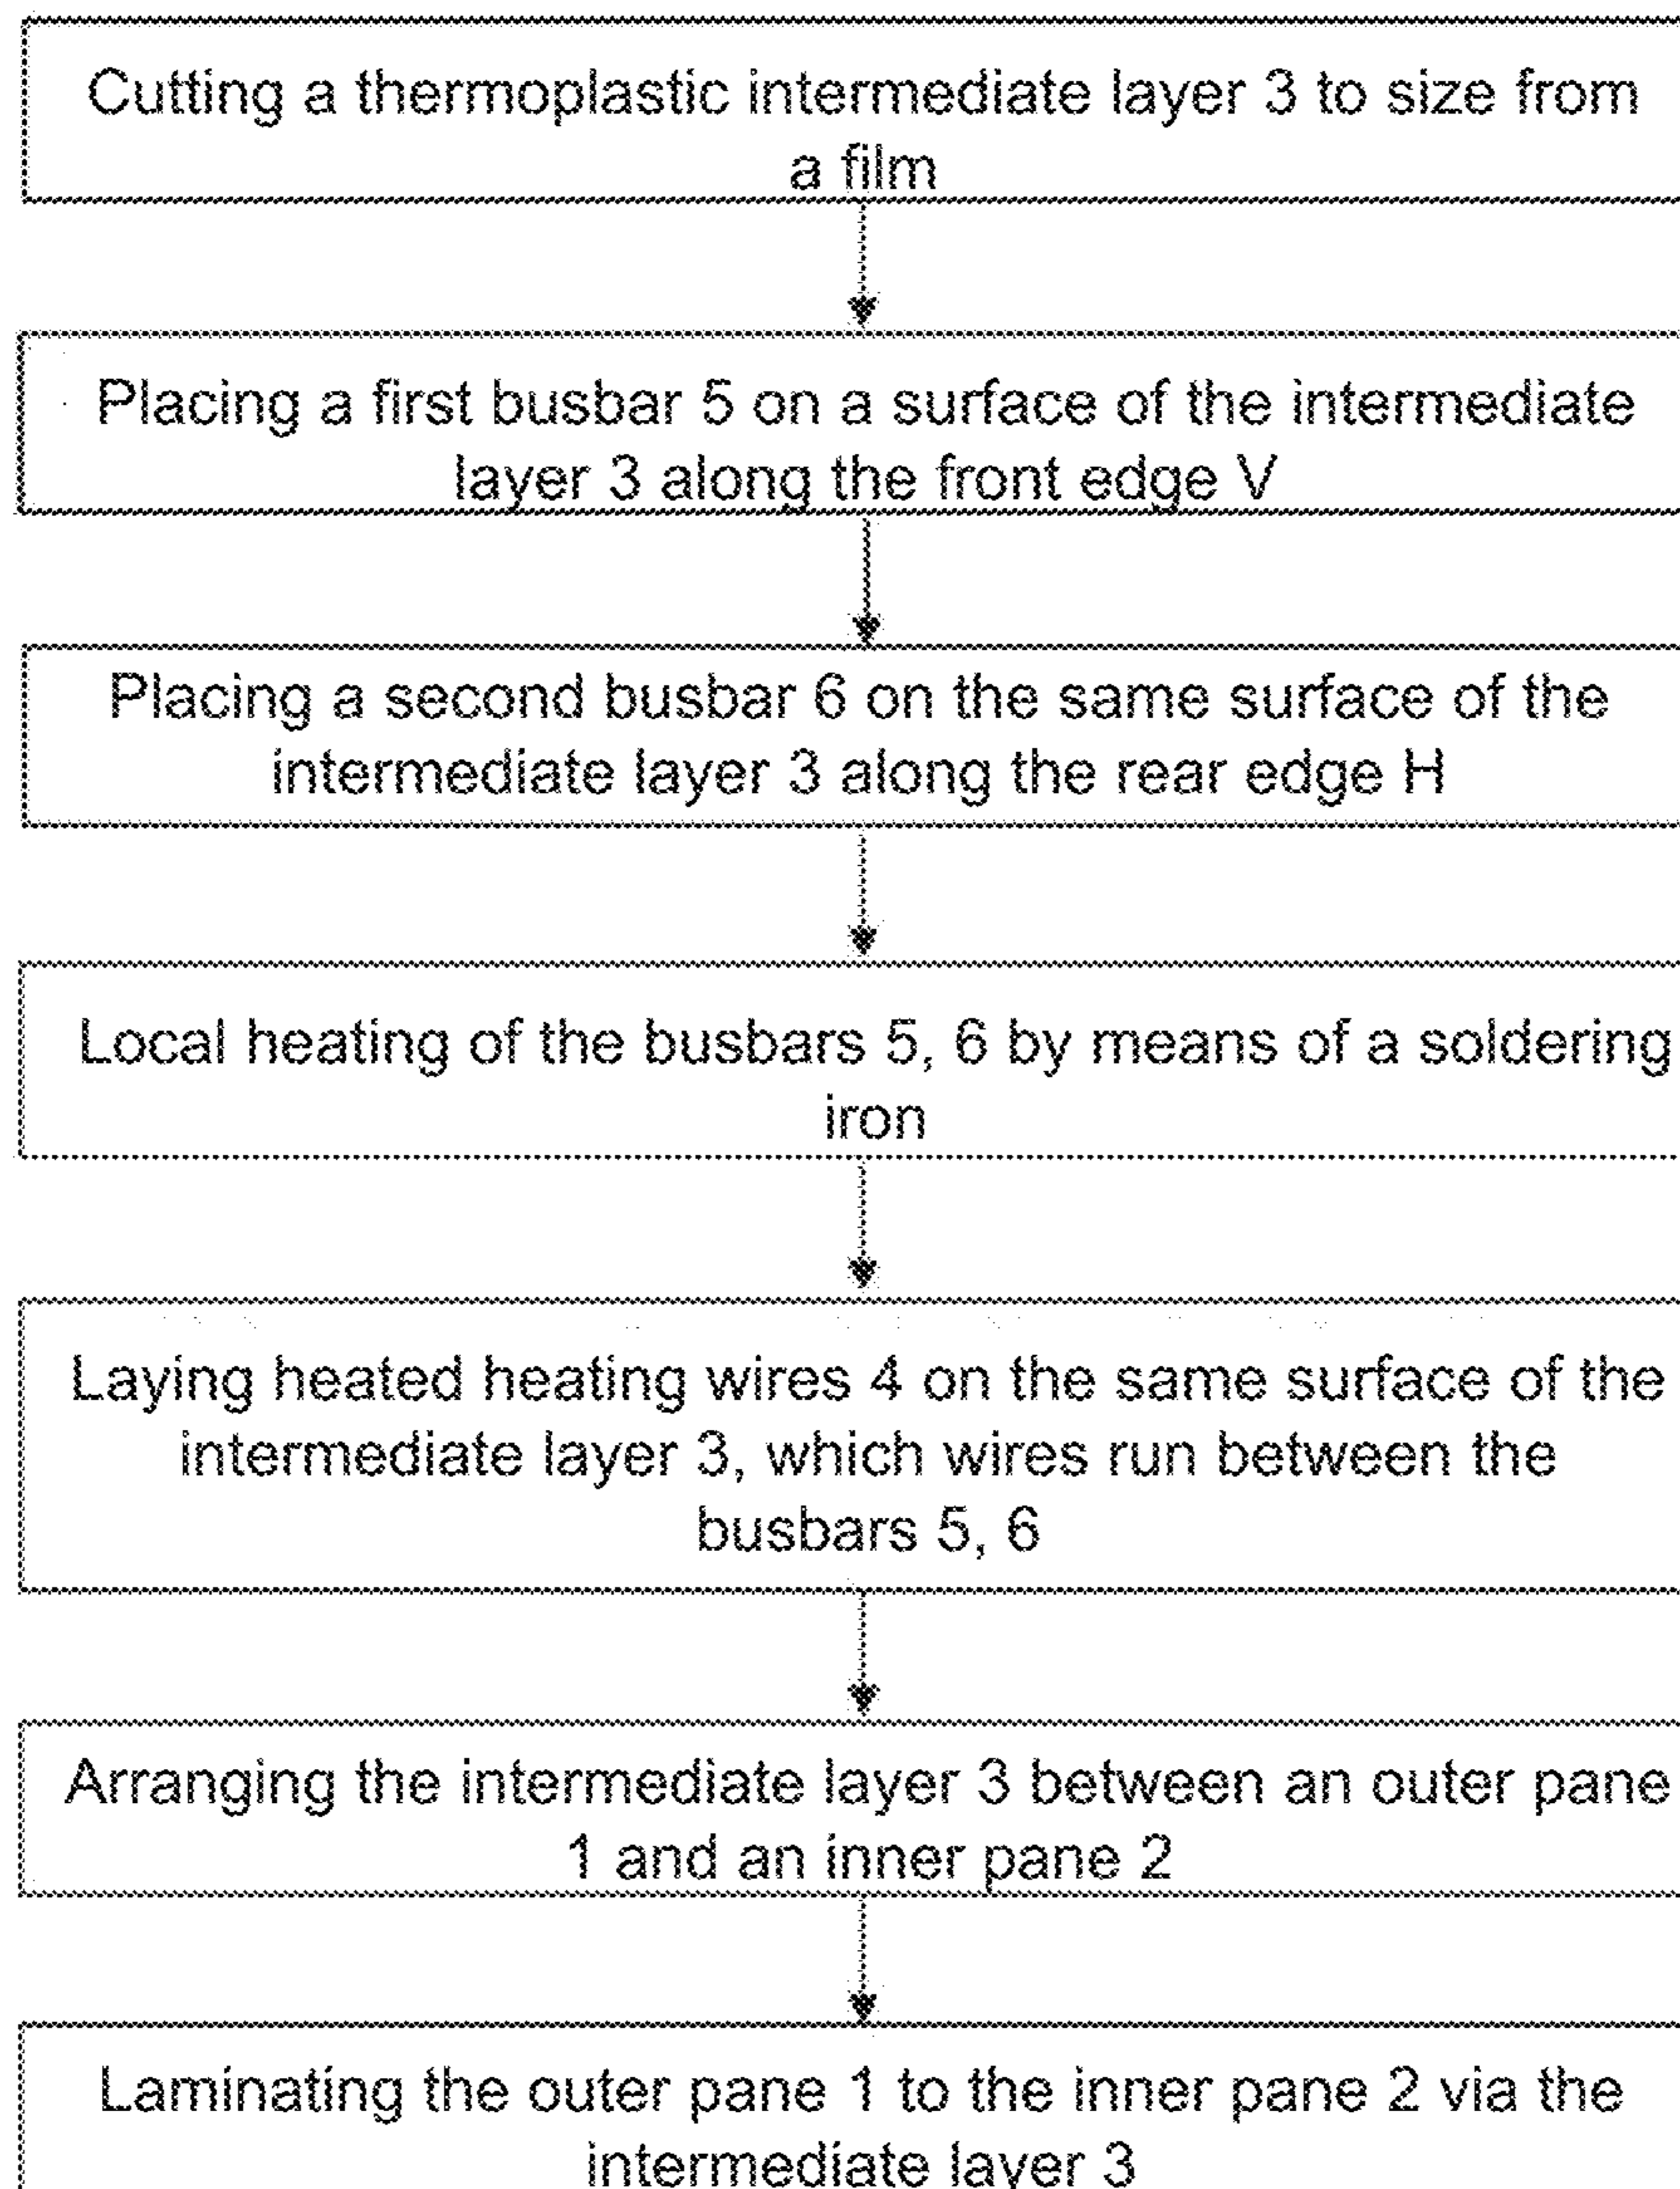 Cutting a thermoplastic intermediate layer 3 to size from
a film
Placing a first busbar 5 on a surface of the intermediate
layer 3 along the front edge V
Placing a second busbar 6 on the same surface of the
intermediate layer 3 along the rear edge H
Local heating of the busbars 5, 6 by means of a soldering
iron
Laying heated heating wires 4 on the same surface of the
intermediate layer 3, which wires run between the
busbars 5, 6
Arranging the intermediate layer 3 between an outer pane
1 and an inner pane 2
Laminating the outer pane 1 to the inner pane 2 via the
intermediate layer 3